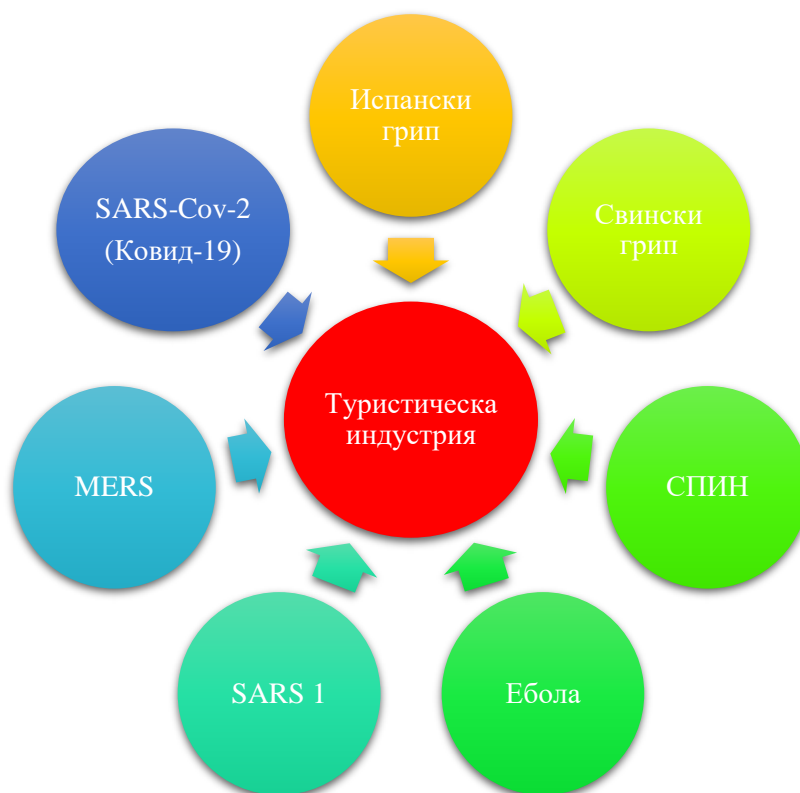 Испански
грип
Свински
грип
СПИН
Ебола
SARS 1
MERS
SARS-Cov-2
(Ковид-19)
Туристическа
индустрия